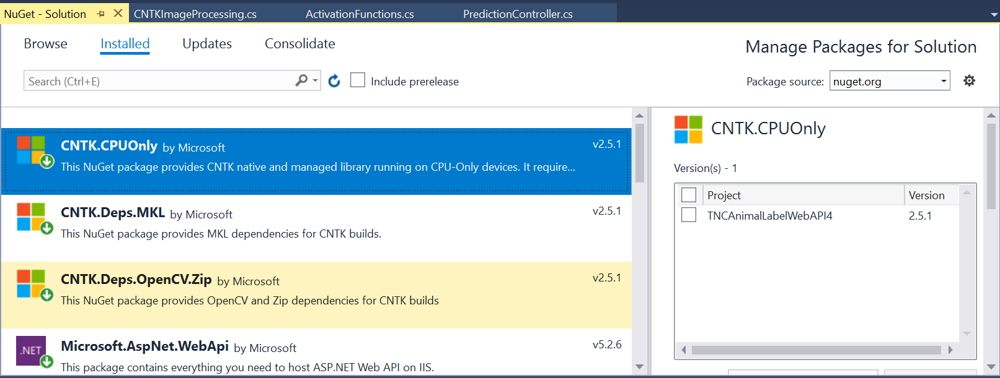 NuGet - Solution
CNTKImageProcessing.cs
ActivationFunctions.cs
PredictionController.cs
Browse
Installed
Updates
Consolidate
Manage Packages for Solution
Search (Ctrl+E)
Include prerelease
Package source:
nuget.org
CNTK.CPUOnly by Microsoft
v2.5.1
This NuGet package provides CNTK native and managed library running on CPU-Only devices. It require...
CNTK.Deps.MKL by Microsoft
v2.5.1
This NuGet package provides MKL dependencies for CNTK builds.
CNTK.Deps.OpenCV.Zip by Microsoft
v2.5.1
This NuGet package provides OpenCV and Zip dependencies for CNTK builds
.NET
Microsoft.AspNet.WebApi by Microsoft
v5.2.6
This package contains everything you need to host ASP.NET Web API on IIS.
CNTK.CPUOnly
Version(s) - 1
Project
Version
TNCAnimalLabelWebAPI4
2.5.1